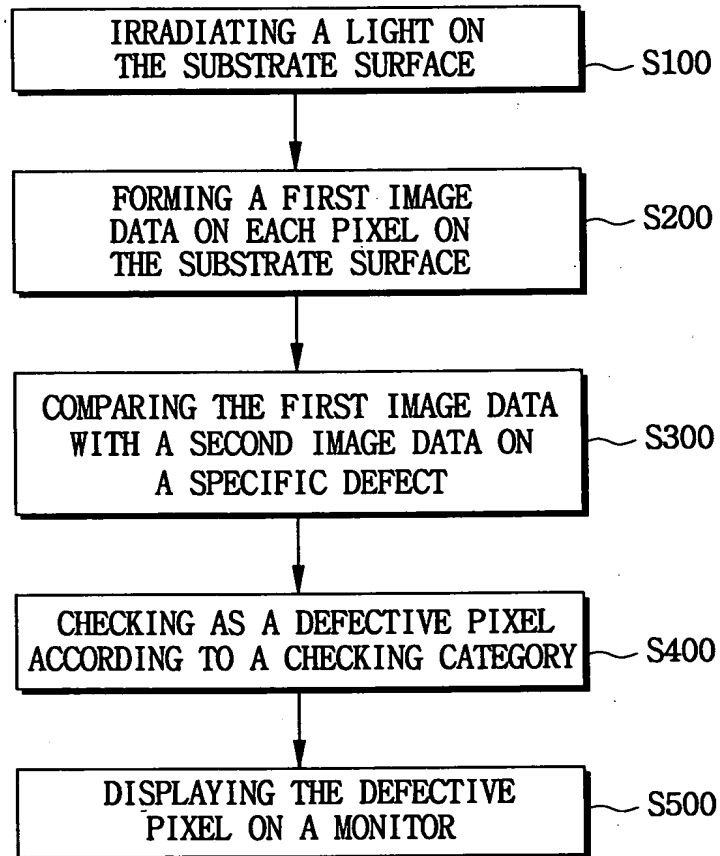 IRRADIATING A LIGHT ON
THE SUBSTRATE SURFACE
S100
FORMING A FIRST IMAGE
DATA ON EACH PIXEL ON
THE SUBSTRATE SURFACE
S200
COMPARING THE FIRST IMAGE DATA
WITH A SECOND IMAGE DATA ON
A SPECIFIC DEFECT
S300
CHECKING AS A DEFECTIVE PIXEL
ACCORDING TO A CHECKING CATEGORY
S400
DISPLAYING THE DEFECTIVE
PIXEL ON A MONITOR
S500